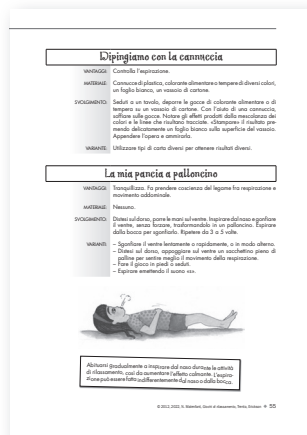 Dipingiamo con la cannuccia
VANTAGGI: Controlla l'espirazione.
MATERIALE: Cannucce di plastica, colorante alimentare o tempere di diversi colori,
un foglio bianco, un vassoio di cartone.
SVOLGIMENTO: Seduti a un tavolo, deporre le gocce di colorante alimentare o di
tempera su un vassoio di cartone. Con l'aiuto di una cannuccia,
soffiare sulle gocce. Notare gli effetti prodotti dalla mescolanza dei
colori e le linee che risultano tracciate. «Stampare» il risultato pre-
mendo delicatamente un foglio bianco sulla superficie del vassoio.
Appendere l'opera e ammirarla.
VARIANTE: Utilizzare tipi di carta diversi per ottenere risultati diversi.
La mia pancia a palloncino
VANTAGGI: Tranquillizza. Fa prendere coscienza del legame fra respirazione e
movimento addominale.
MATERIALE: Nessuno.
SVOLGIMENTO: Distesi sul dorso, porre le mani sul ventre. Inspirare dal naso e gonfiare
il ventre, senza forzare, trasformandolo in un palloncino. Espirare
dalla bocca per sgonfiarlo. Ripetere da 3 a 5 volte.
VARIANTI: – Sgonfiare il ventre lentamente o rapidamente, o in modo alterno.
– Distesi sul dorso, appoggiare sul ventre un sacchettino pieno di
palline per sentire meglio il movimento della respirazione.
– Fare il gioco in piedi o seduti.
– Espirare emettendo il suono «s».
Abituarsi gradualmente a inspirare dal naso durante le attività
di rilassamento, così da aumentare l'effetto calmante. L'espira-
zione può essere fatta indifferentemente dal naso o dalla bocca.
55